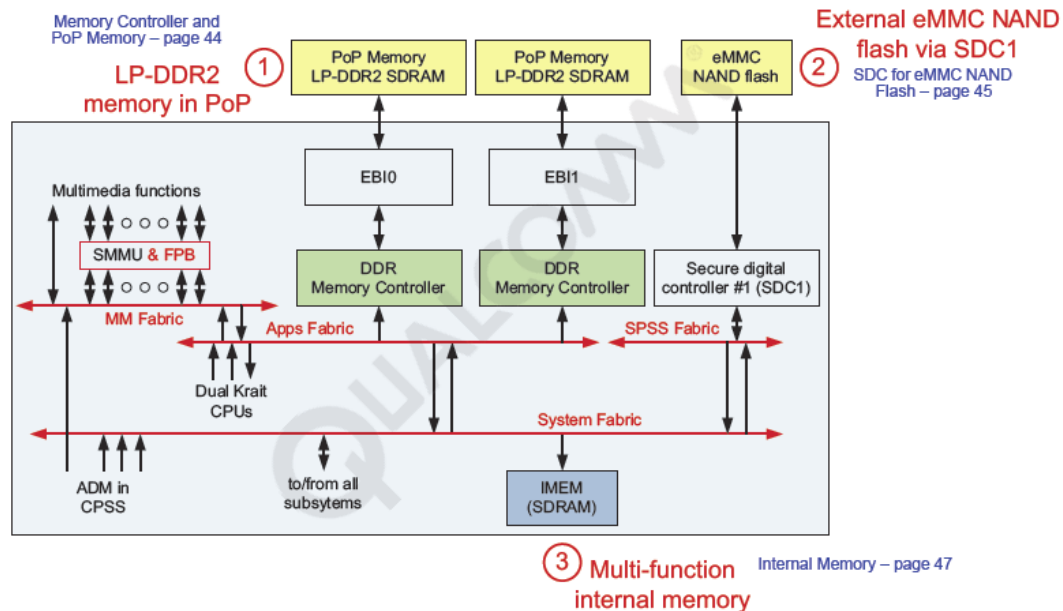 Memory Controller and
PoP Memory – page 44
LP-DDR2
memory in PoP
1
PoP Memory
LP-DDR2 SDRAM
PoP Memory
LP-DDR2 SDRAM
eMMC
NAND flash
2
External eMMC NAND
flash via SDC1
SDC for eMMC NAND
Flash – page 45
EBI0
EBI1
Multimedia functions
SMMU & FPB
DDR
Memory Controller
DDR
Memory Controller
Secure digital
controller #1 (SDC1)
MM Fabric
Apps Fabric
SPSS Fabric
Dual Krait
CPUs
System Fabric
ADM in
CPSS
to/from all
subsytems
IMEM
(SDRAM)
3
Multi-function
internal memory
Internal Memory – page 47
QUALCOMM®